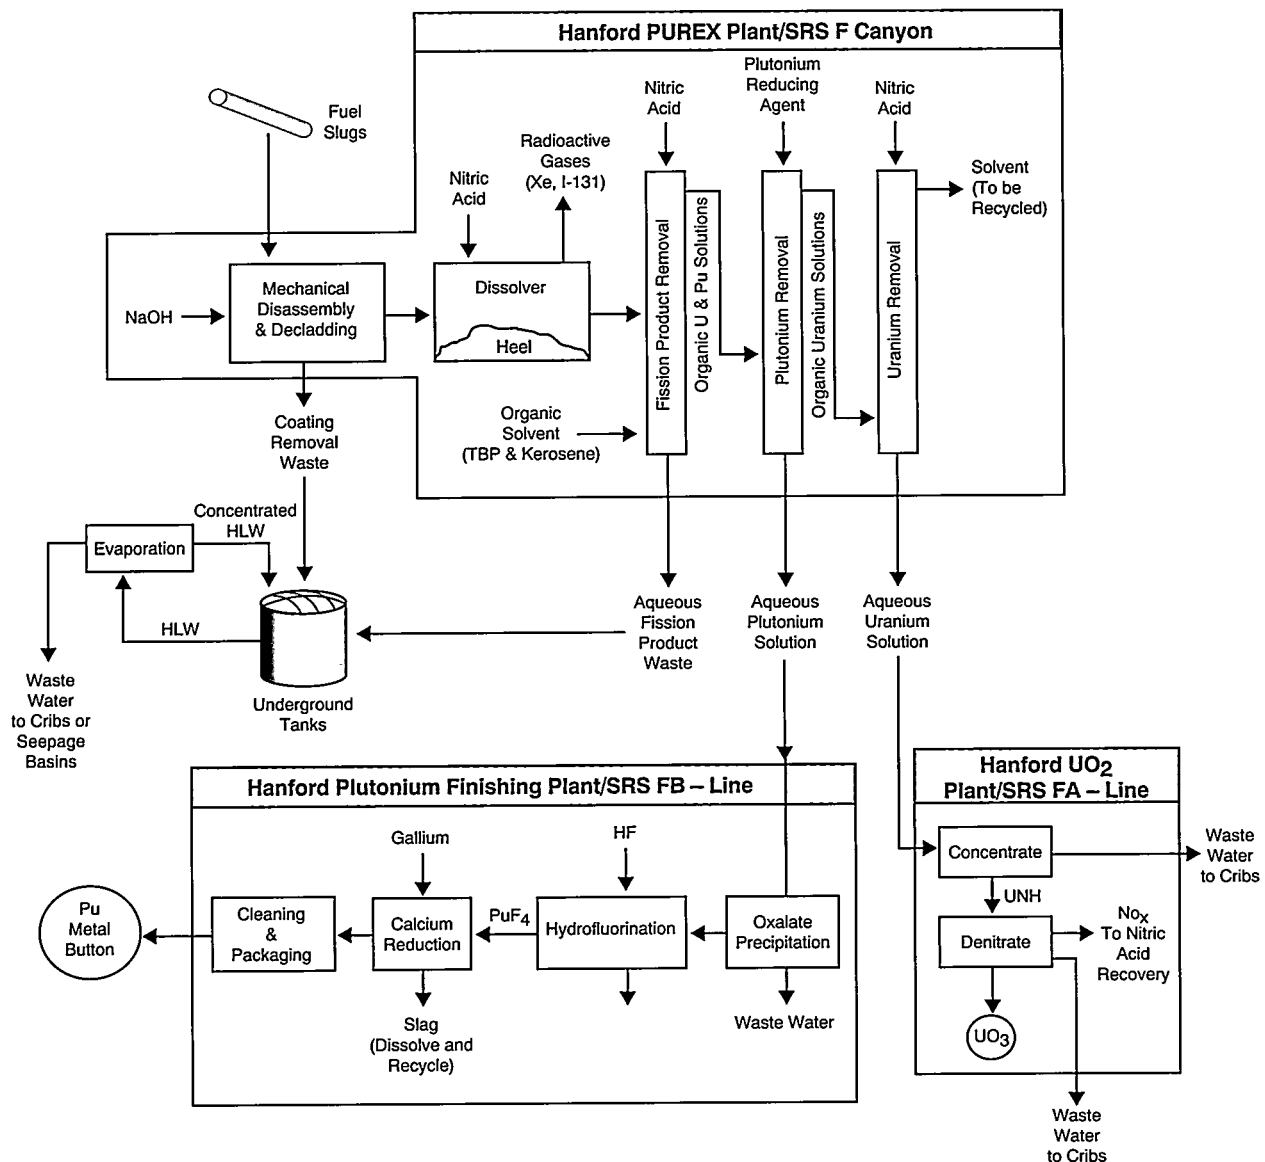 Hanford PUREX Plant/SRS F Canyon
Fuel
Slugs
NaOH
Mechanical
Disassembly
& Decladding
Nitric
Acid
Radioactive
Gases
(Xe, I-131)
Dissolver
Heel
Nitric
Acid
Fission Product Removal
Organic U & Pu Solutions
Plutonium
Reducing
Agent
Plutonium Removal
Organic Uranium Solutions
Nitric
Acid
Uranium Removal
Solvent
(To be
Recycled)
Organic
Solvent
(TBP & Kerosene)
Coating
Removal
Waste
Concentrated
HLW
Evaporation
HLW
Waste
Water
to Cribs or
Seepage
Basins
Underground
Tanks
Aqueous
Fission
Product
Waste
Aqueous
Plutonium
Solution
Aqueous
Uranium
Solution
Hanford Plutonium Finishing Plant/SRS FB – Line
Gallium
HF
Pu
Metal
Button
Cleaning
&
Packaging
Calcium
Reduction
PuF4
Hydrofluorination
Oxalate
Precipitation
Slag
(Dissolve and
Recycle)
Waste Water
Hanford UO2
Plant/SRS FA – Line
Concentrate
Waste
Water
to Cribs
UNH
Denitrate
Nox
To Nitric
Acid
Recovery
UO3
Waste
Water
to Cribs